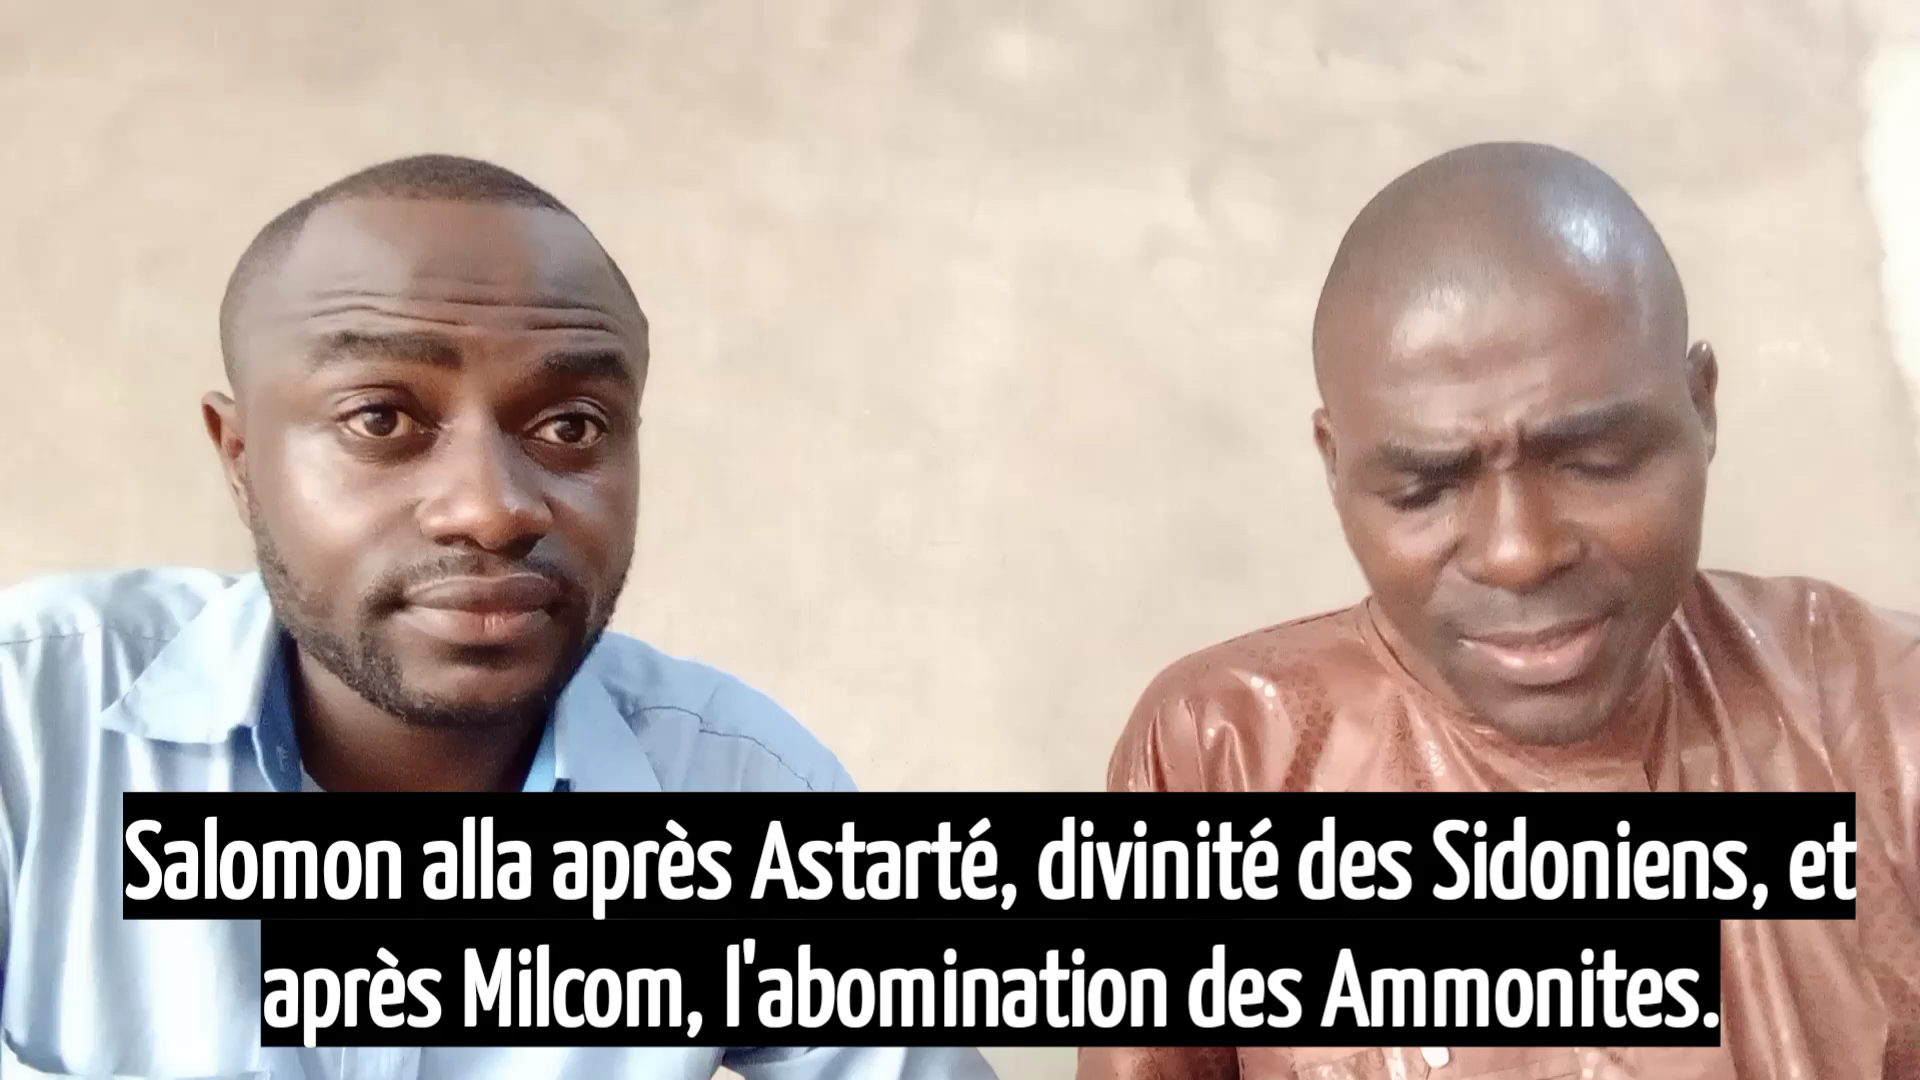 Salomon alla après Astarté, divinité des Sidoniens, et
après Milcom, l'abomination des Ammonites.